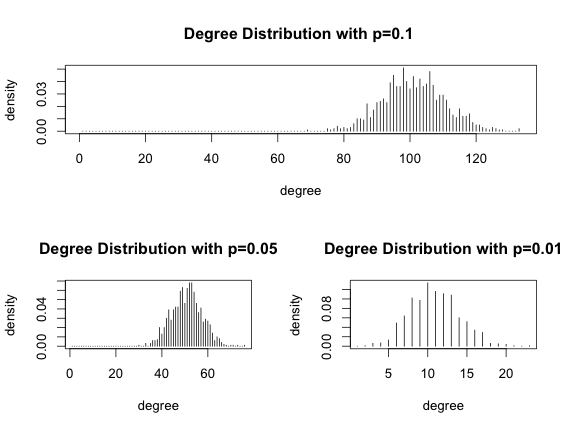 Degree Distribution with p=0.1
density
0.00 0.03
0 20 40 60 80 100 120
degree
Degree Distribution with p=0.05
density
0.00 0.04
0 20 40 60
degree
Degree Distribution with p=0.01
density
0.00 0.08
5 10 15 20
degree